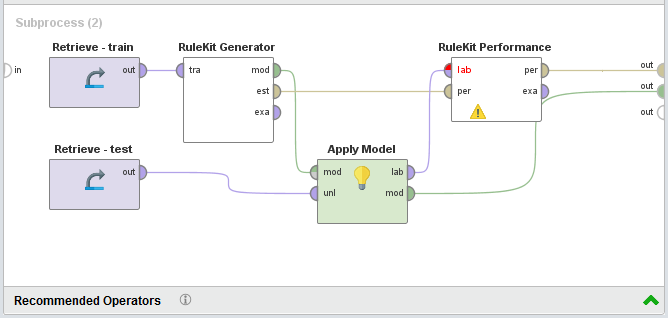 Subprocess (2)
Retrieve - train
RuleKit Generator
RuleKit Performance
in
out
tra
mod
est
exa
lab
per
per
exa
out
out
out
Retrieve - test
out
Apply Model
mod
unl
lab
mod
Recommended Operators